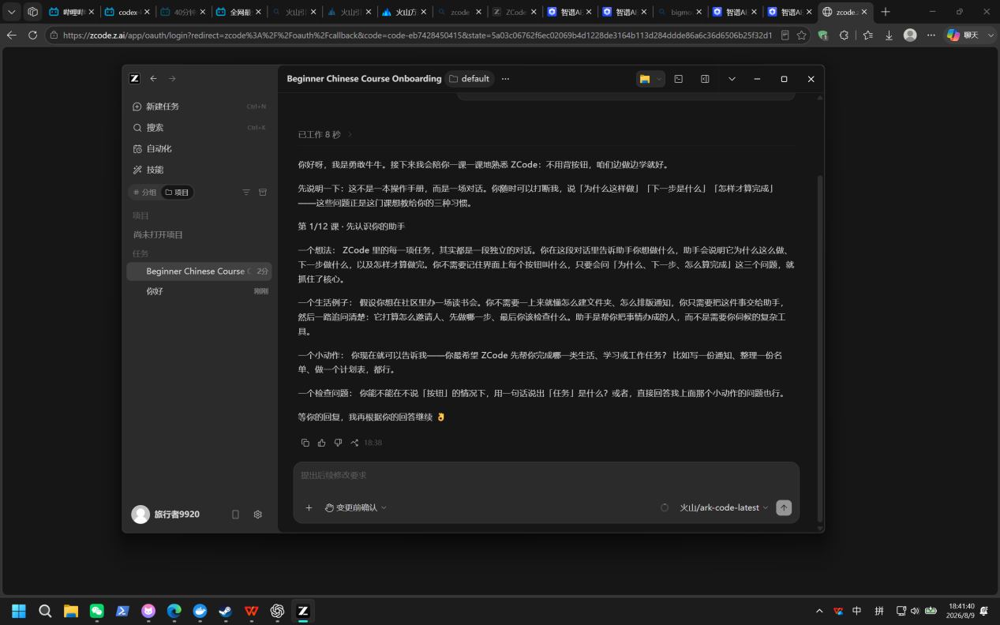 哔哩哔
codex-
40分钟
全网最
火山引
火山引
火山方
zcode
ZCode
智谱AI
智谱AI
bigmo
智谱AI
智谱AI
zcode.
https://zcode.z.ai/app/oauth/login?redirect=zcode%3A%2F%2Foauth%2Fcallback&code=code-eb7428450415&state=5a03c06762f6ec02069b4d1228de3164b113d284ddde86a6c36d6506b25f32d1
聊天
Beginner Chinese Course Onboarding
default
新建任务 Ctrl+N
搜索 Ctrl+K
自动化
技能
# 分组 项目
项目
尚未打开项目
任务
Beginner Chinese Course 2分
你好 刚刚
旅行者9920
已工作 8 秒
你好呀，我是勇敢牛牛。接下来我会陪你一课一课地熟悉 ZCode：不用背按钮，咱们边做边学就好。
先说明一下：这不是一本操作手册，而是一场对话。你随时可以打断我，说「为什么这样做」「下一步是什么」「怎样才算完成」
——这些问题正是这门课想教给你的三种习惯。
第 1/12 课 · 先认识你的助手
一个想法： ZCode 里的每一项任务，其实都是一段独立的对话。你在这段对话里告诉助手你想做什么，助手会说明它为什么这么做、
下一步做什么，以及怎样才算做完。你不需要记住界面上每个按钮叫什么，只要会问「为什么、下一步、怎么算完成」这三个问题，就
抓住了核心。
一个生活例子： 假设你想在社区里办一场读书会。你不需要一上来就懂怎么建文件夹、怎么排版通知，你只需要把这件事交给助手，
然后一路追问清楚：它打算怎么邀请人、先做哪一步、最后你该检查什么。助手是帮你把事情办成的人，而不是需要你伺候的复杂工
具。
一个小动作： 你现在就可以告诉我——你最希望 ZCode 先帮你完成哪一类生活、学习或工作任务？ 比如写一份通知、整理一份名
单、做一个计划表，都行。
一个检查问题： 你能不能在不说「按钮」的情况下，用一句话说出「任务」是什么？或者，直接回答我上面那个小动作的问题也行。
等你的回复，我再根据你的回答继续 👌
18:38
提出后续修改要求
变更前确认
火山/ark-code-latest
中
拼
18:41:40
2026/8/9